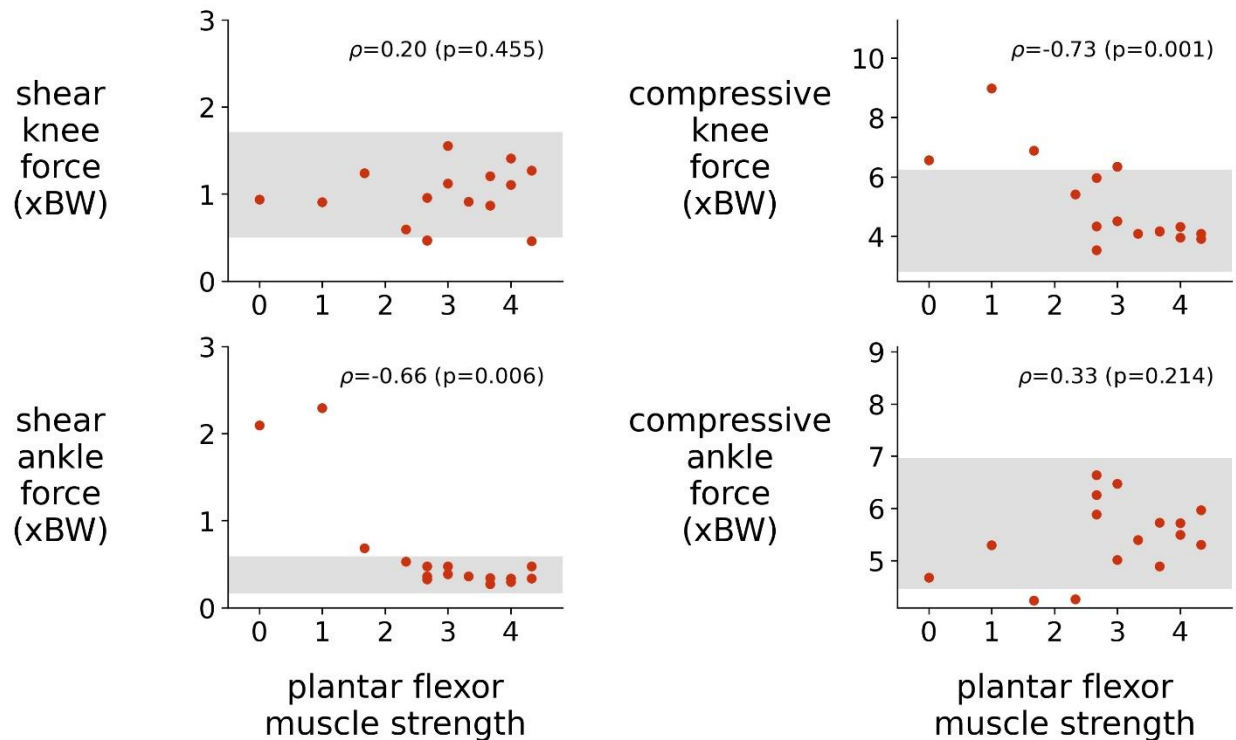 shear
knee
force
(xBW)
3
2
1
0
ρ=0.20 (p=0.455)
0 1 2 3 4
compressive
knee
force
(xBW)
10
8
6
4
ρ=-0.73 (p=0.001)
0 1 2 3 4
shear
ankle
force
(xBW)
3
2
1
0
ρ=-0.66 (p=0.006)
0 1 2 3 4
plantar flexor
muscle strength
compressive
ankle
force
(xBW)
9
8
7
6
5
ρ=0.33 (p=0.214)
0 1 2 3 4
plantar flexor
muscle strength